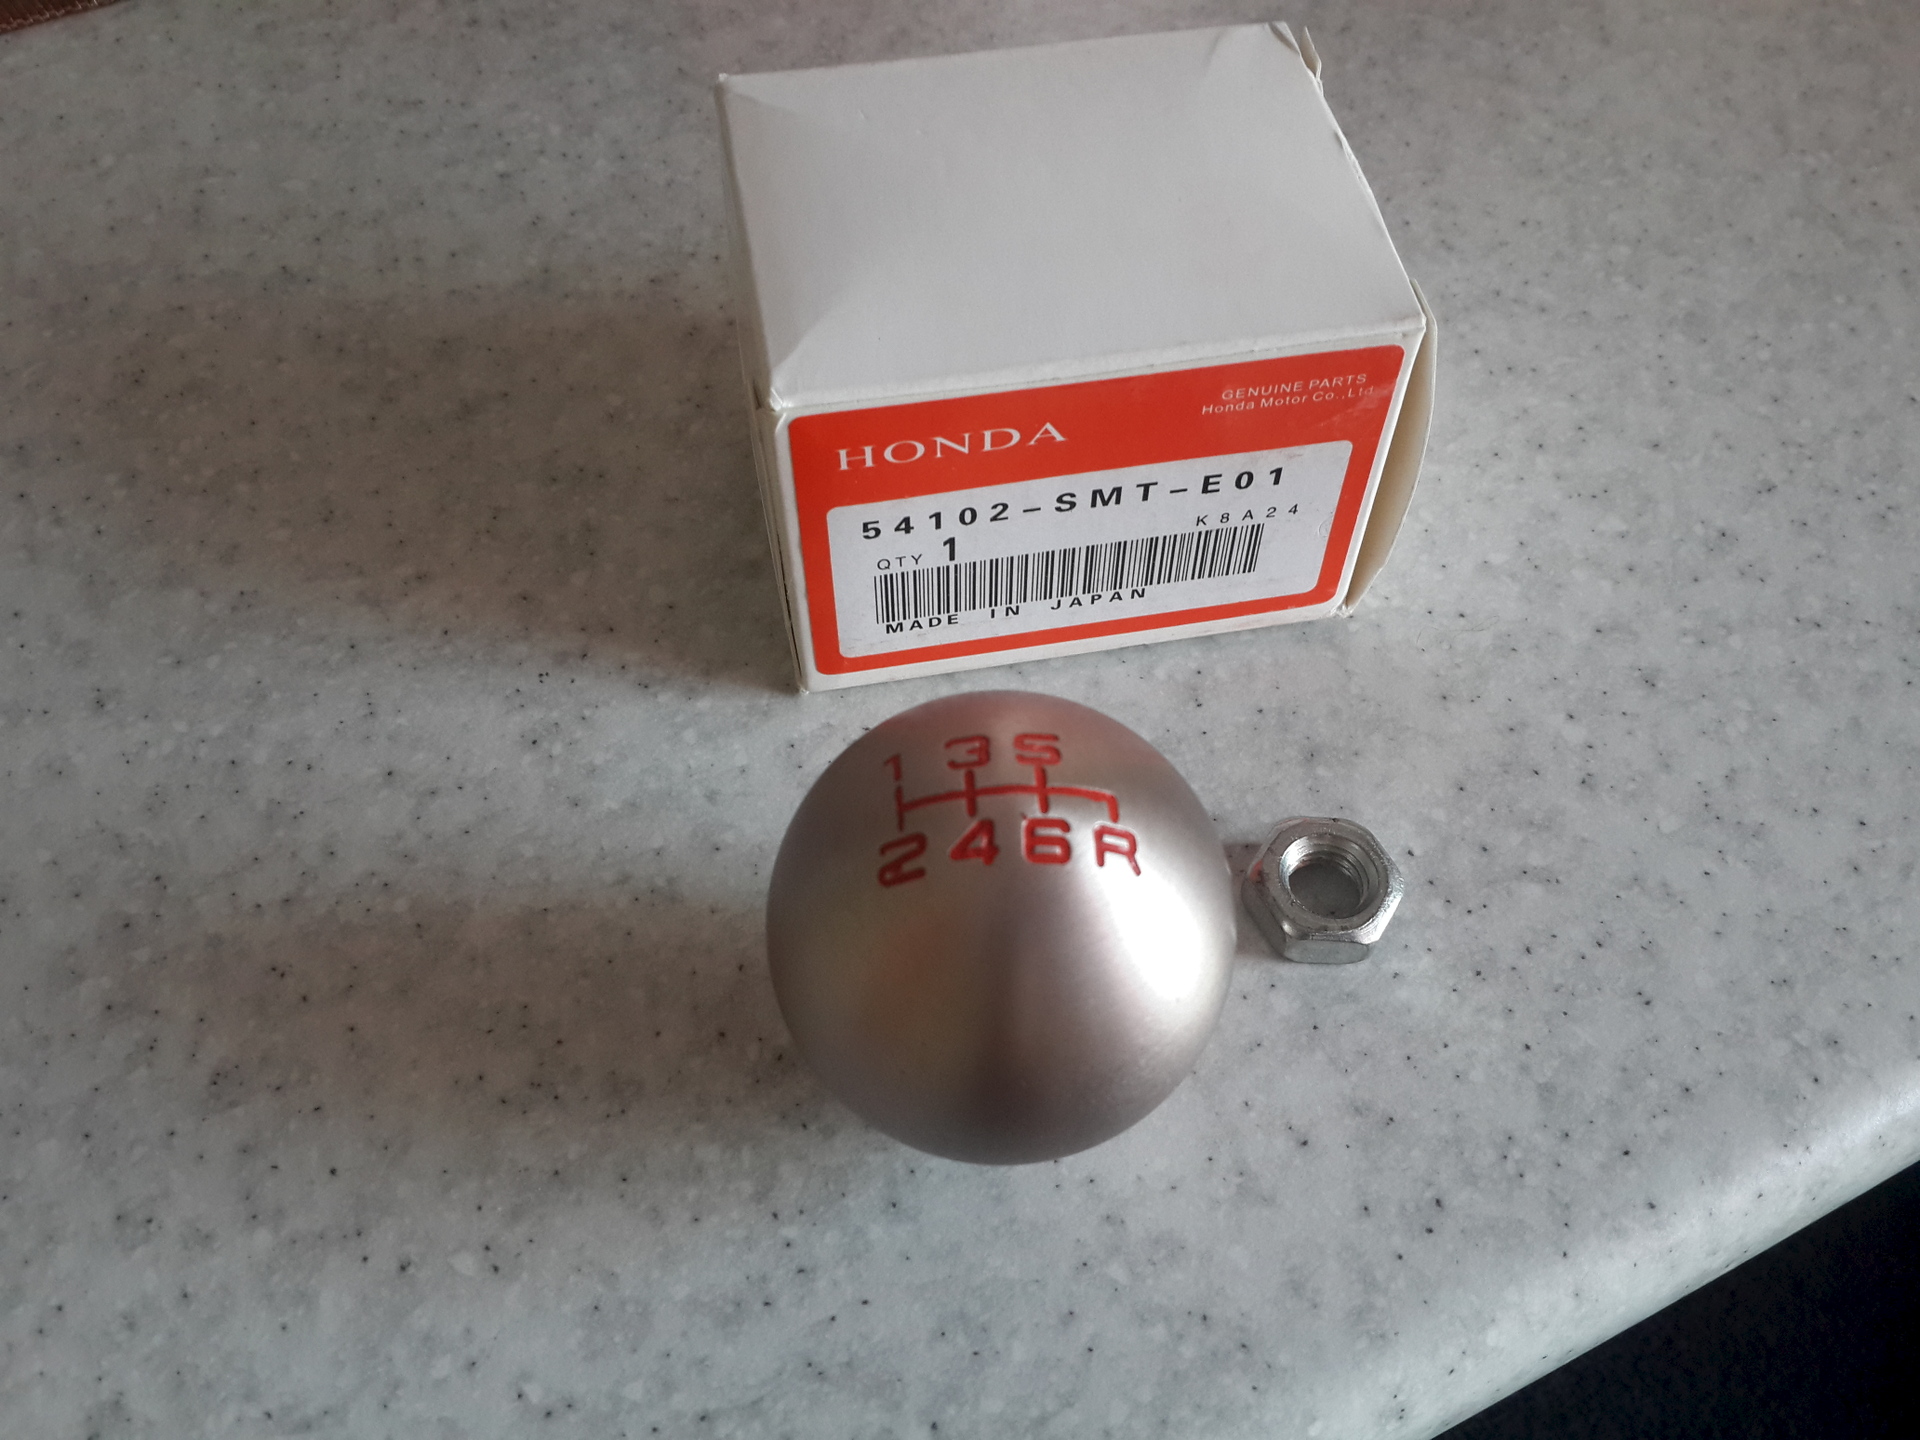 HONDA
GENUINE PARTS
Honda Motor Co.,Ltd
54102-SMT-E01
K8A24
QTY 1
MADE IN JAPAN
1 3 5
2 4 6 R